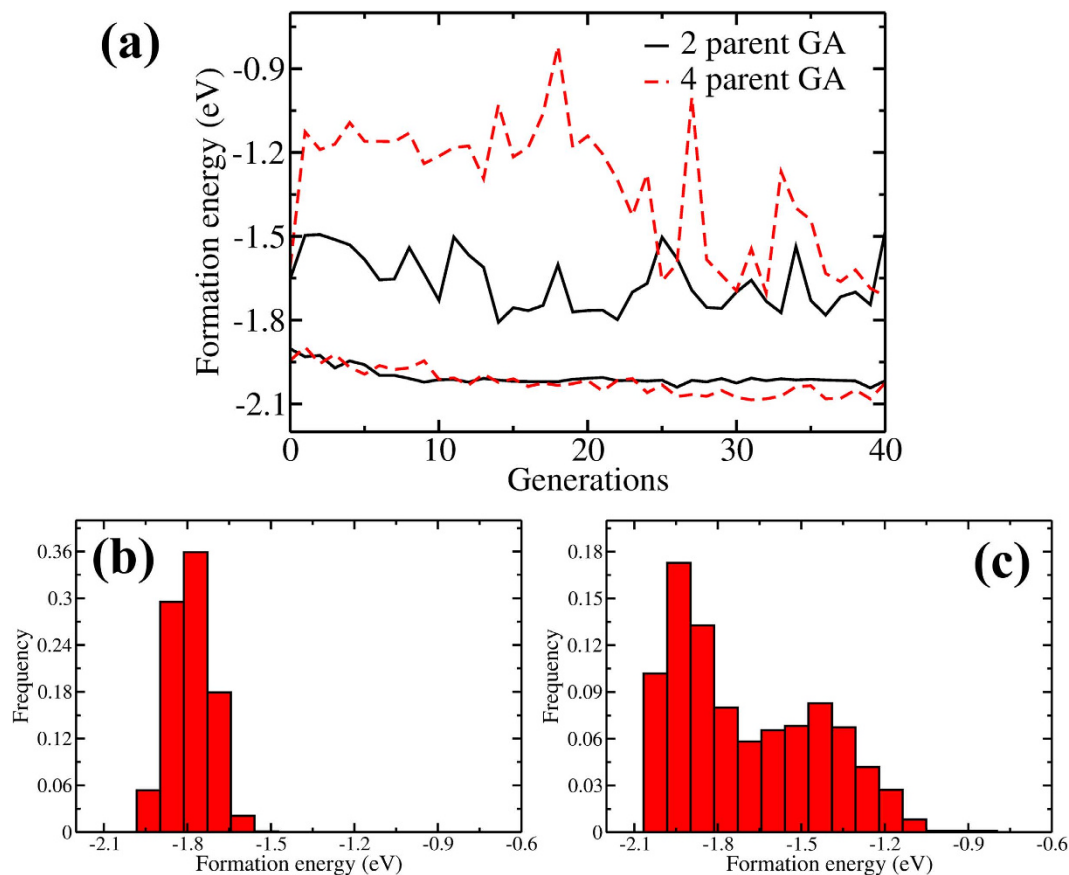 (a)
2 parent GA
4 parent GA
Formation energy (eV)
-0.9
-1.2
-1.5
-1.8
-2.1
0 10 20 30 40
Generations
(b)
Frequency
0.36
0.3
0.24
0.18
0.12
0.06
0
-2.1 -1.8 -1.5 -1.2 -0.9 -0.6
Formation energy (eV)
(c)
Frequency
0.18
0.15
0.12
0.09
0.06
0.03
0
-2.1 -1.8 -1.5 -1.2 -0.9 -0.6
Formation energy (eV)